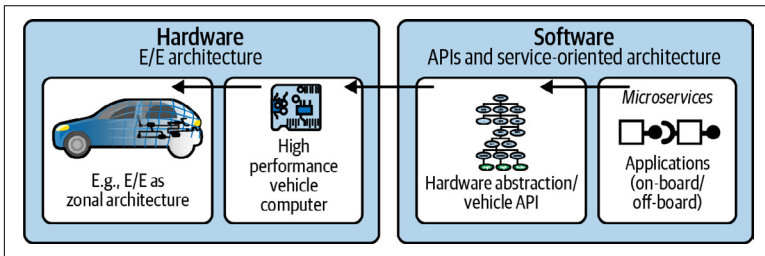 Hardware
E/E architecture
E.g., E/E as
zonal architecture
High
performance
vehicle
computer
Software
APIs and service-oriented architecture
Hardware abstraction/
vehicle API
Microservices
Applications
(on-board/
off-board)